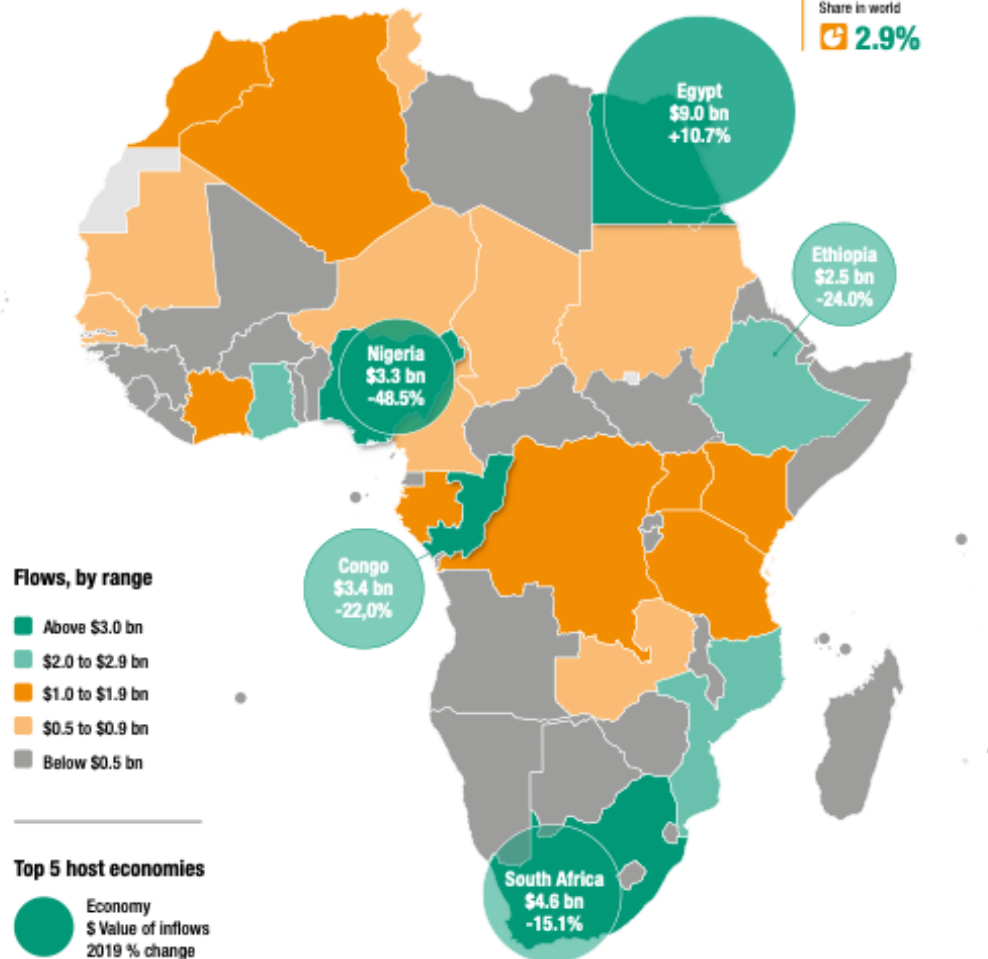 Share in world
2.9%
Egypt
$9.0 bn
+10.7%
Ethiopia
$2.5 bn
-24.0%
Nigeria
$3.3 bn
-48.5%
Congo
$3.4 bn
-22,0%
Flows, by range
Above $3.0 bn
$2.0 to $2.9 bn
$1.0 to $1.9 bn
$0.5 to $0.9 bn
Below $0.5 bn
Top 5 host economies
Economy
$ Value of inflows
2019 % change
South Africa
$4.6 bn
-15.1%